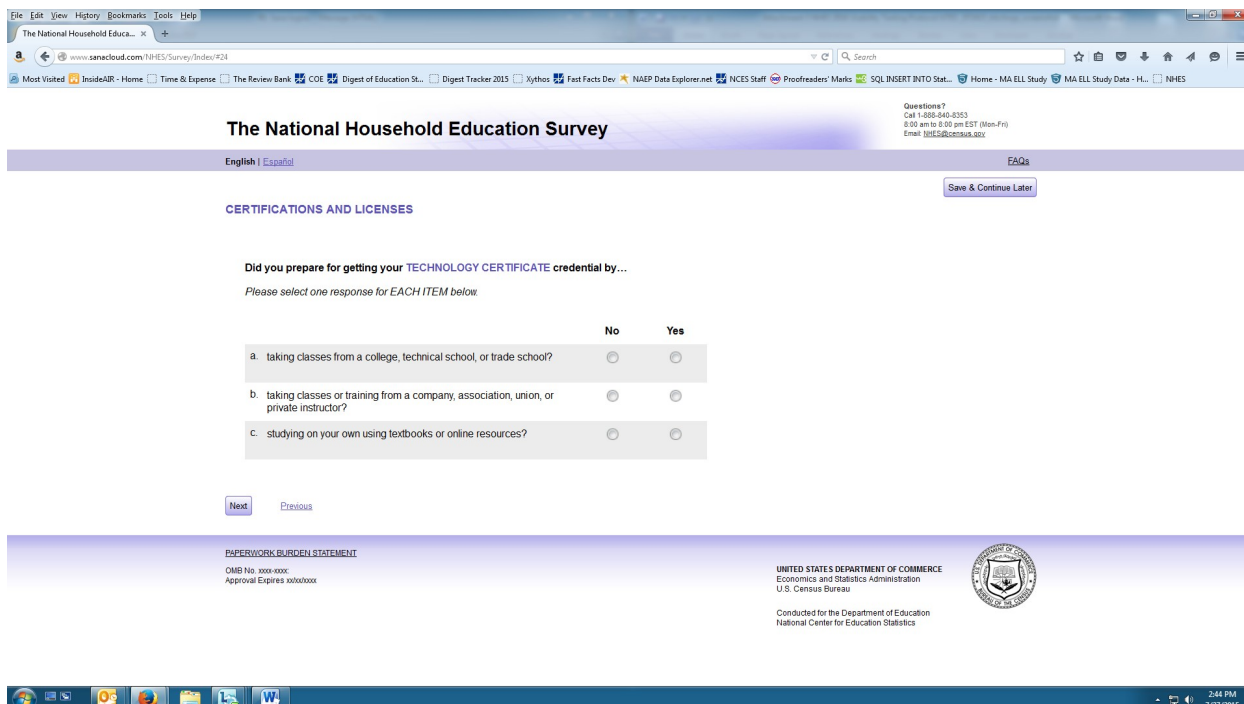 File Edit View History Bookmarks Tools Help
The National Household Educa... × +
www.sanacloud.com/NHES/Survey/Index/#24 Search
Most Visited InsideAIR - Home Time & Expense The Review Bank COE Digest of Education St... Digest Tracker 2015 Xythos Fast Facts Dev NAEP Data Explorer.net NCES Staff Proofreaders' Marks SQL INSERT INTO Stat... Home - MA ELL Study MA ELL Study Data - H... NHES
The National Household Education Survey
Questions?
Call 1-888-840-8353
8:00 am to 8:00 pm EST (Mon-Fri)
Email: NHES@census.gov
English | Español FAQs
Save & Continue Later
CERTIFICATIONS AND LICENSES
Did you prepare for getting your TECHNOLOGY CERTIFICATE credential by…
Please select one response for EACH ITEM below.
No Yes
a. taking classes from a college, technical school, or trade school?
b. taking classes or training from a company, association, union, or
private instructor?
c. studying on your own using textbooks or online resources?
Next Previous
PAPERWORK BURDEN STATEMENT
OMB No. xxxx-xxxx:
Approval Expires xx/xx/xxxx
UNITED STATES DEPARTMENT OF COMMERCE
Economics and Statistics Administration
U.S. Census Bureau
Conducted for the Department of Education
National Center for Education Statistics
2:44 PM